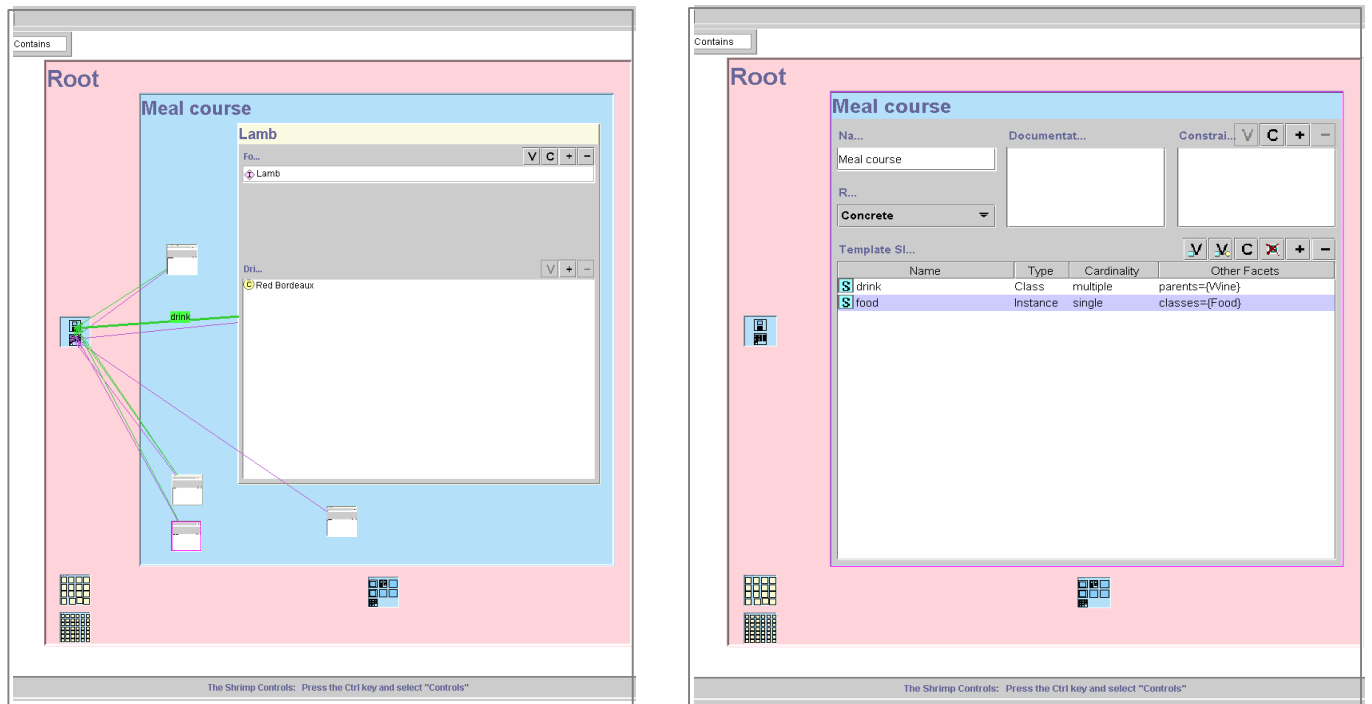 Contains
Root
Meal course
Lamb
Fo...
V C + −
I Lamb
Dri...
V + −
C Red Bordeaux
drink
The Shrimp Controls: Press the Ctrl key and select "Controls"
Contains
Root
Meal course
Na... Documentat... Constrai... V C + −
Meal course
R...
Concrete
Template Sl... V V C X + −
Name Type Cardinality Other Facets
S drink Class multiple parents={Wine}
S food Instance single classes={Food}
The Shrimp Controls: Press the Ctrl key and select "Controls"